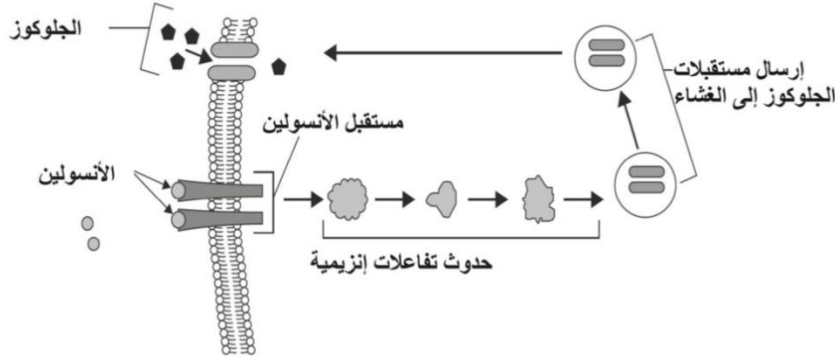 الجلوكوز
إرسال مستقبلات
الجلوكوز إلى الغشاء
مستقبل الأنسولين
الأنسولين
حدوث تفاعلات إنزيمية